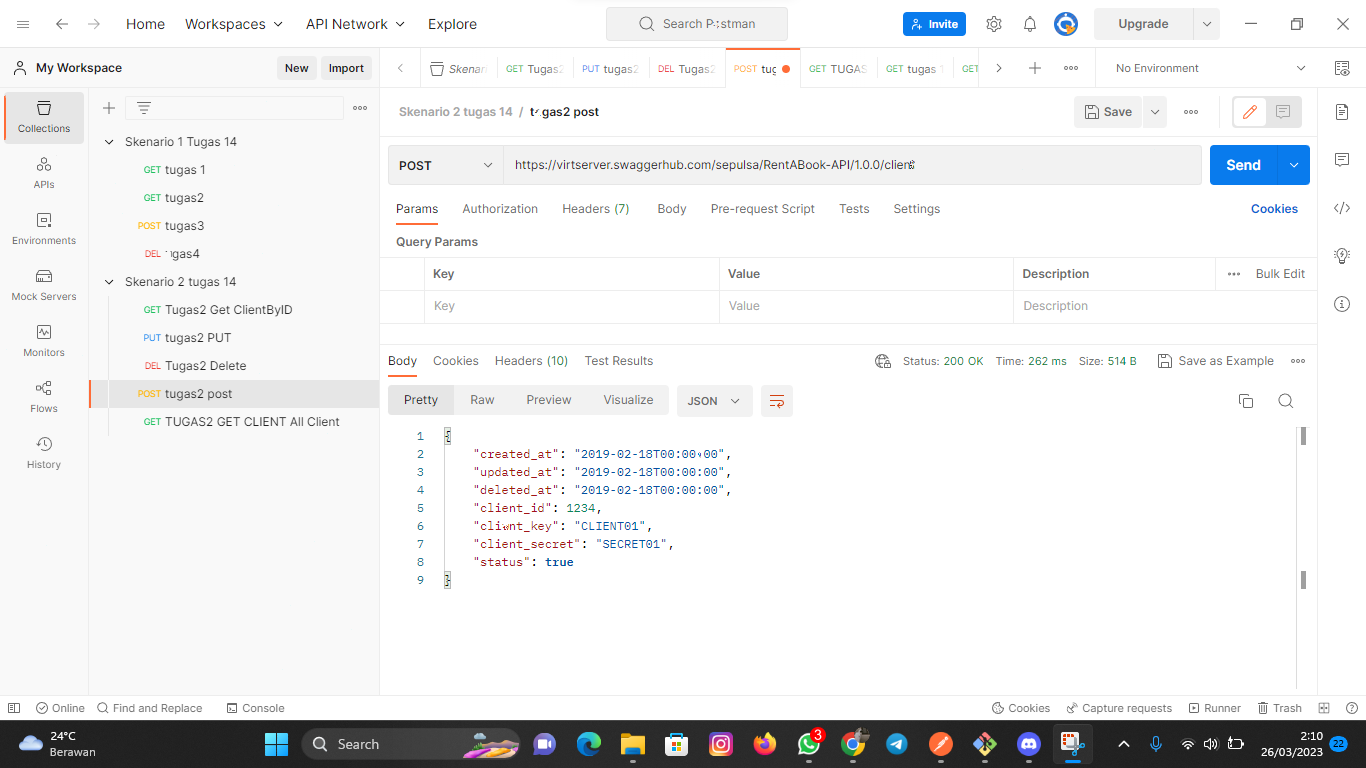 Home
Workspaces
API Network
Explore
Search Postman
Invite
Upgrade
My Workspace
New
Import
Skenar
GET Tugas2
PUT tugas2
DEL Tugas2
POST tug
GET TUGAS
GET tugas 1
GET
No Environment
Skenario 2 tugas 14 / tugas2 post
Save
POST
https://virtserver.swaggerhub.com/sepulsa/RentABook-API/1.0.0/client
Send
Params
Authorization
Headers (7)
Body
Pre-request Script
Tests
Settings
Cookies
Query Params
Key
Value
Description
Bulk Edit
Key
Value
Description
Collections
APIs
Environments
Mock Servers
Monitors
Flows
History
Skenario 1 Tugas 14
GET tugas 1
GET tugas2
POST tugas3
DEL tugas4
Skenario 2 tugas 14
GET Tugas2 Get ClientByID
PUT tugas2 PUT
DEL Tugas2 Delete
POST tugas2 post
GET TUGAS2 GET CLIENT All Client
Body
Cookies
Headers (10)
Test Results
Status: 200 OK
Time: 262 ms
Size: 514 B
Save as Example
Pretty
Raw
Preview
Visualize
JSON
1 {
2 "created_at": "2019-02-18T00:00:00",
3 "updated_at": "2019-02-18T00:00:00",
4 "deleted_at": "2019-02-18T00:00:00",
5 "client_id": 1234,
6 "client_key": "CLIENT01",
7 "client_secret": "SECRET01",
8 "status": true
9 }
Online
Find and Replace
Console
Cookies
Capture requests
Runner
Trash
24°C
Berawan
Search
3
2:10
26/03/2023
22